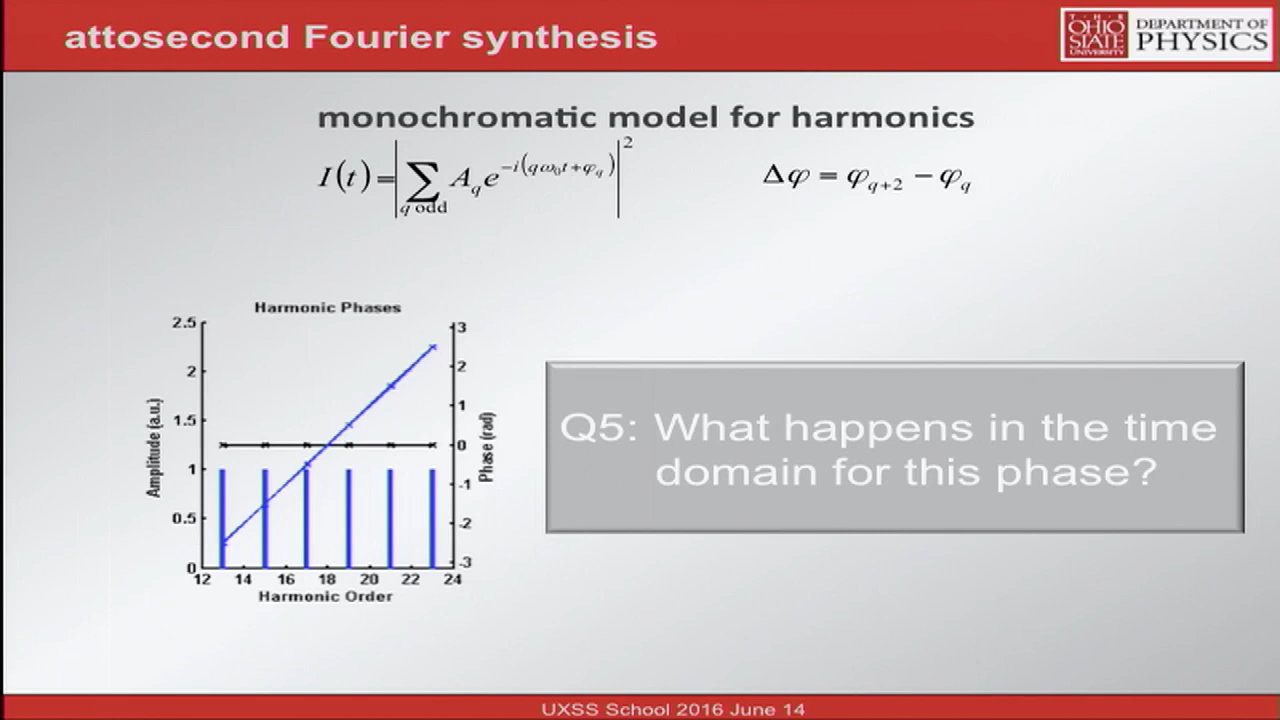 attosecond Fourier synthesis
THE
OHIO
STATE
UNIVERSITY
DEPARTMENT OF
PHYSICS
monochromatic model for harmonics
I(t) = |∑_{q odd} A_q e^{-i(qω₀t+φ_q)}|²
Δφ = φ_{q+2} − φ_q
Harmonic Phases
2.5
2
1.5
1
0.5
0
Amplitude (a.u.)
3
2
1
0
-1
-2
-3
Phase (rad)
12 14 16 18 20 22 24
Harmonic Order
Q5: What happens in the time
domain for this phase?
UXSS School 2016 June 14